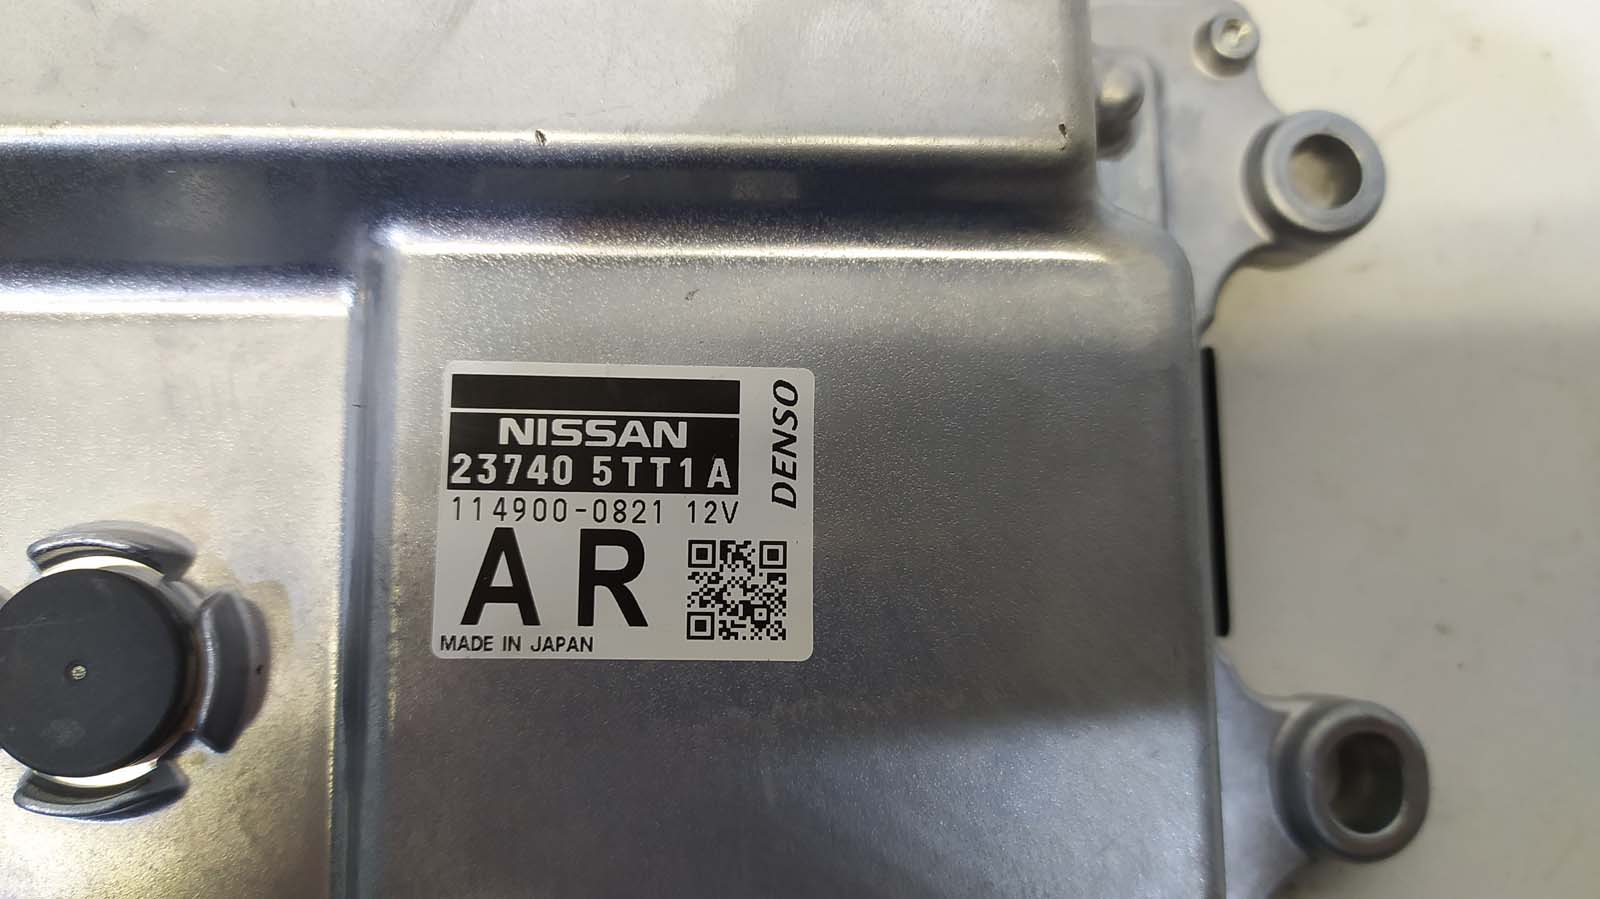 NISSAN
23740 5TT1A
114900-0821 12V
AR
MADE IN JAPAN
DENSO